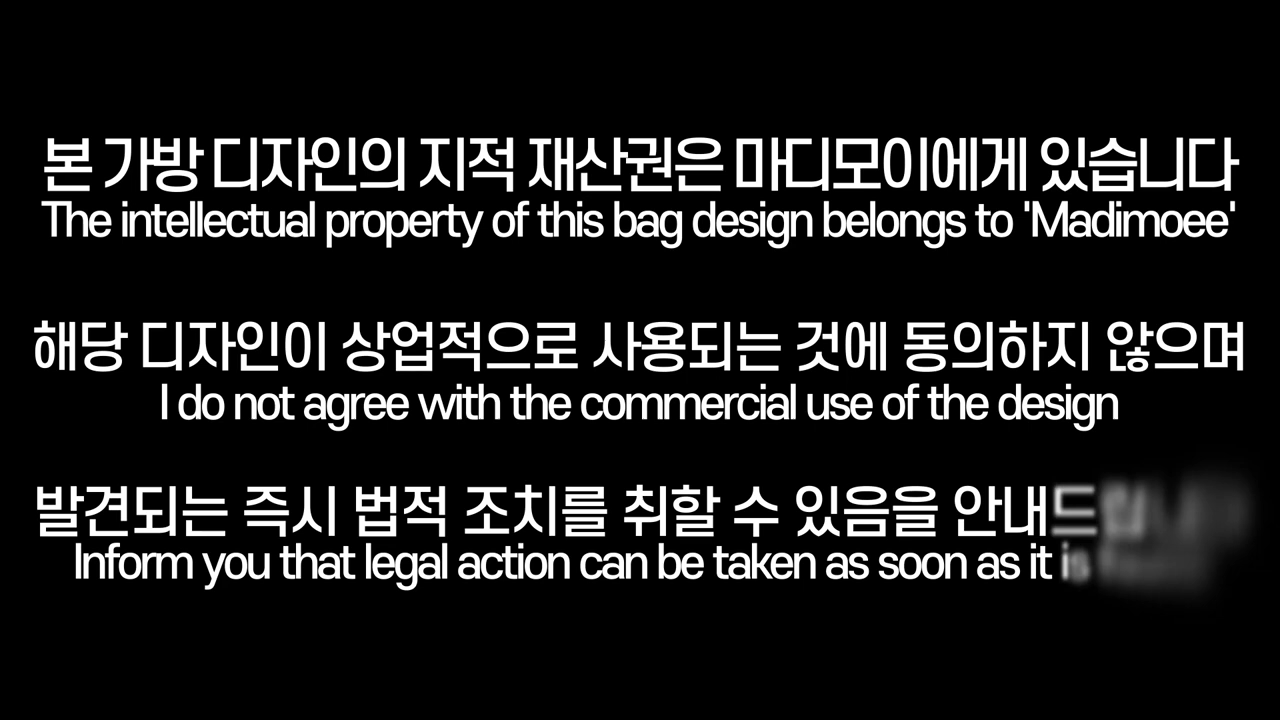 본 가방 디자인의 지적 재산권은 마디모이에게 있습니다
The intellectual property of this bag design belongs to 'Madimoee'
해당 디자인이 상업적으로 사용되는 것에 동의하지 않으며
I do not agree with the commercial use of the design
발견되는 즉시 법적 조치를 취할 수 있음을
Inform you that legal action can be taken as soon as it is